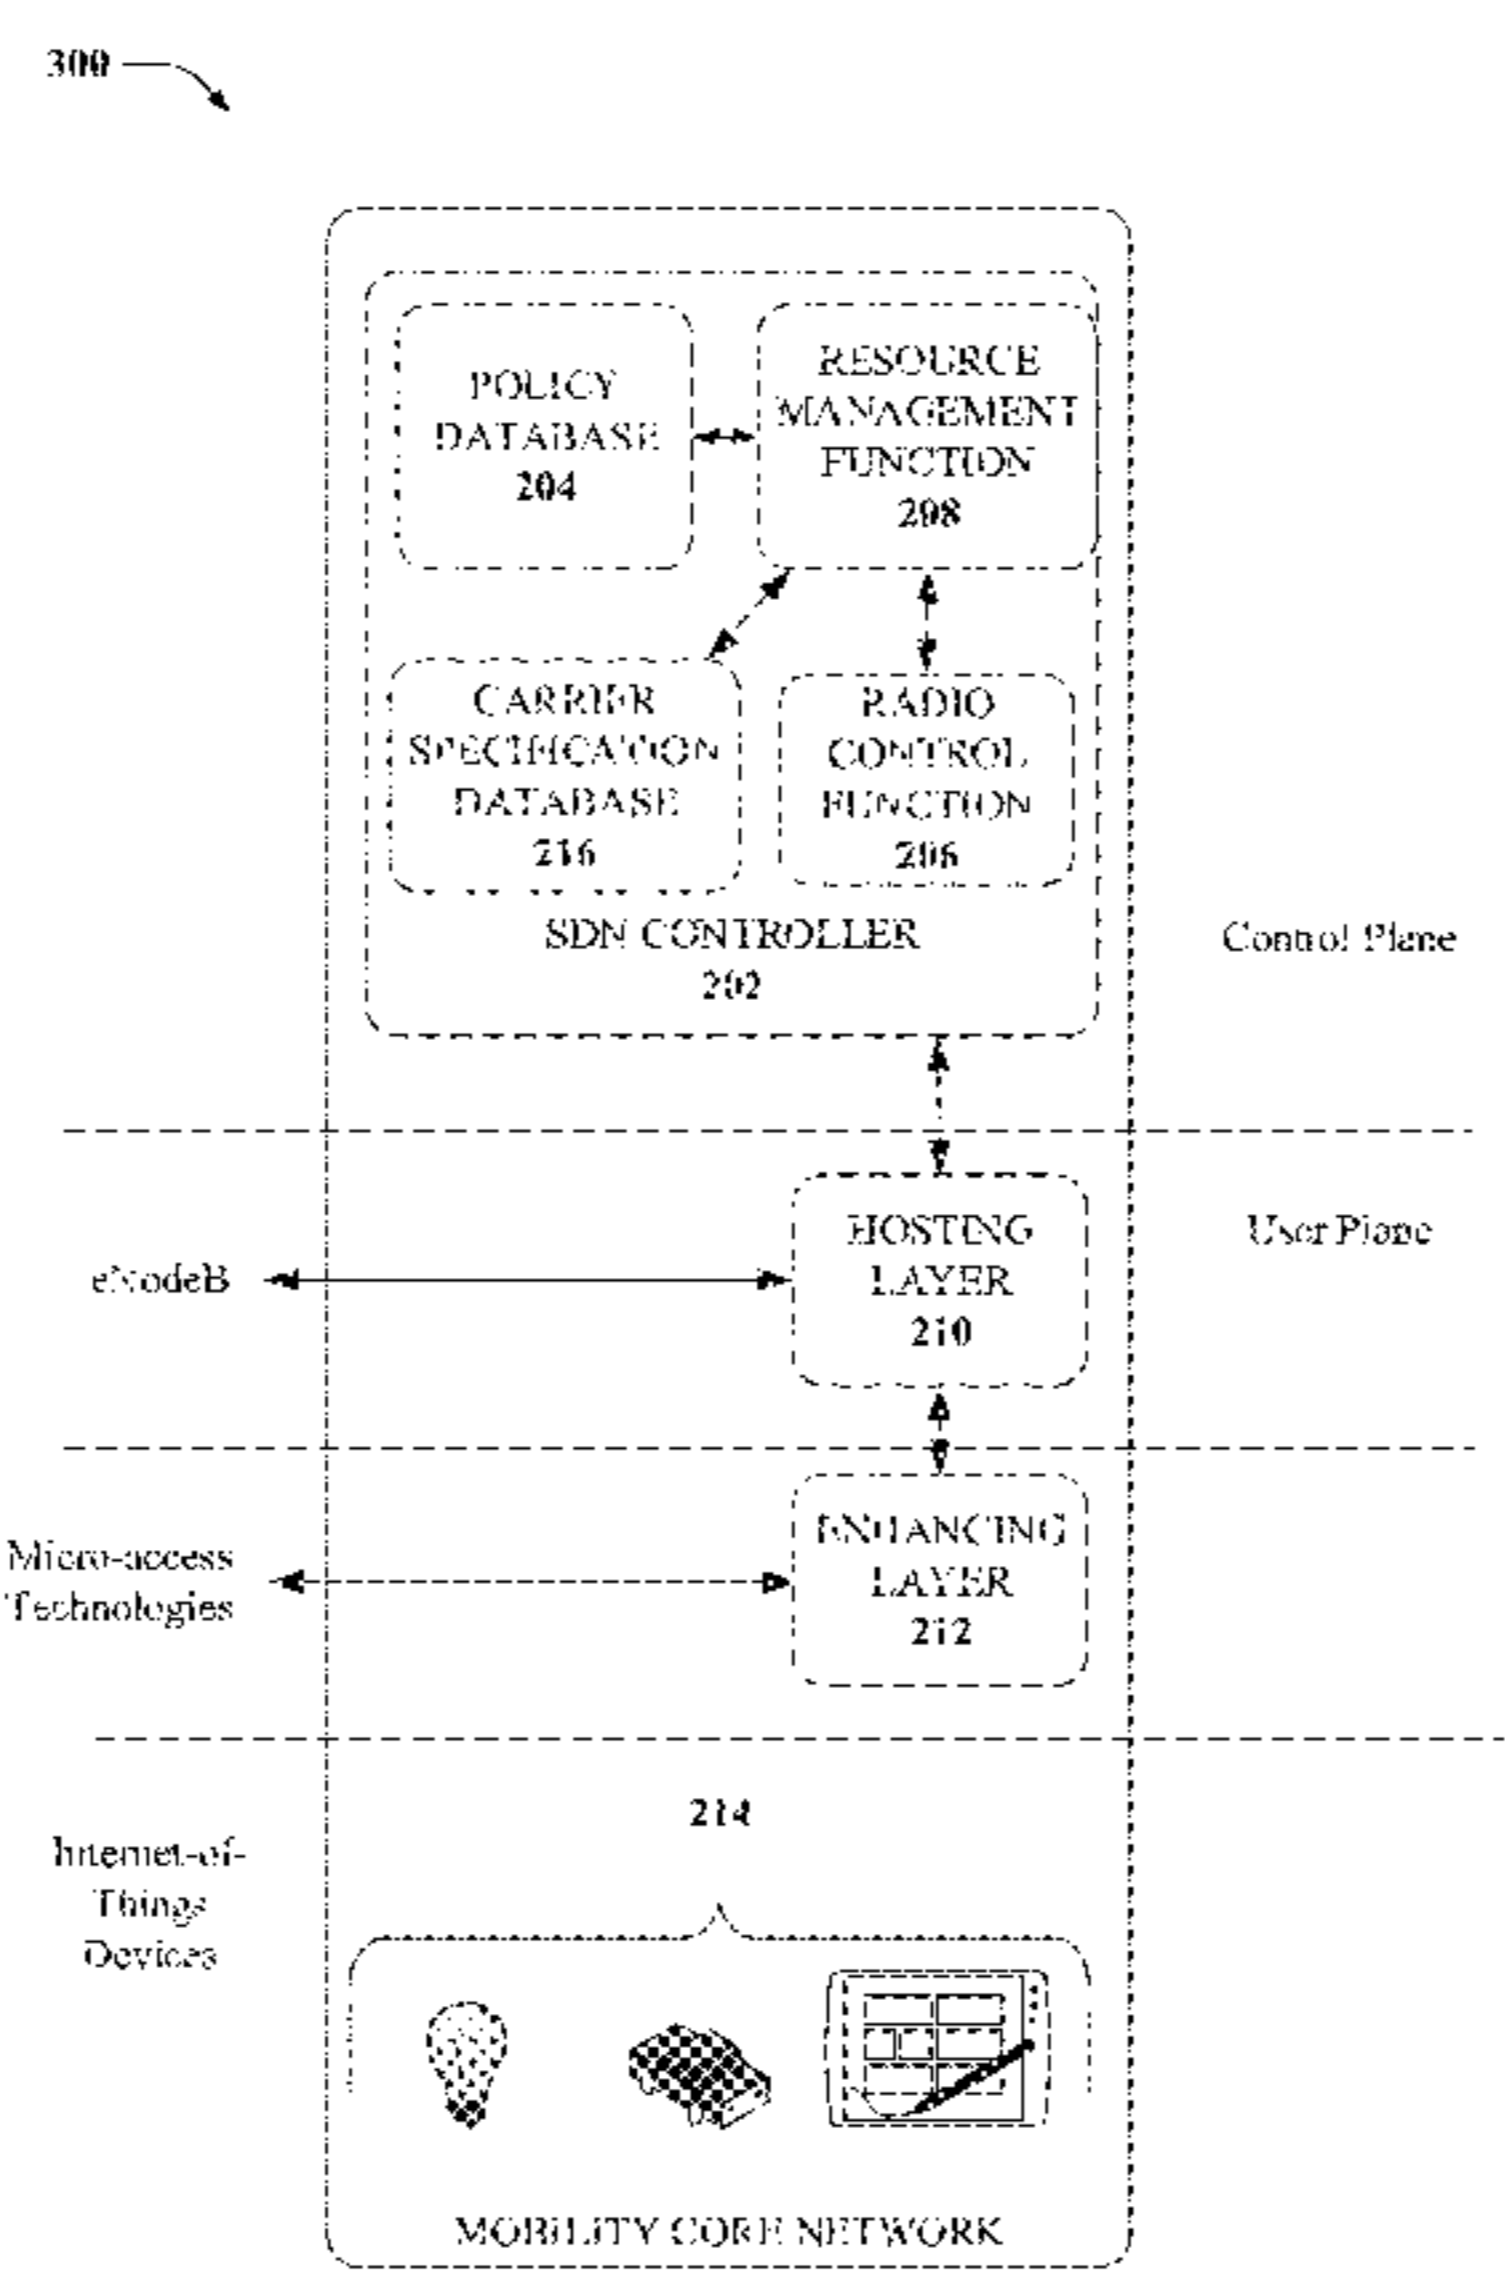 300
POLICY
DATABASE
204
RESOURCE
MANAGEMENT
FUNCTION
208
CARRIER
SPECIFICATION
DATABASE
216
RADIO
CONTROL
FUNCTION
206
SDN CONTROLLER
202
Control Plane
HOSTING
LAYER
210
User Plane
eNodeB
ENHANCING
LAYER
212
Micro-access
Technologies
214
Internet-of-
Things
Devices
MOBILITY CORE NETWORK